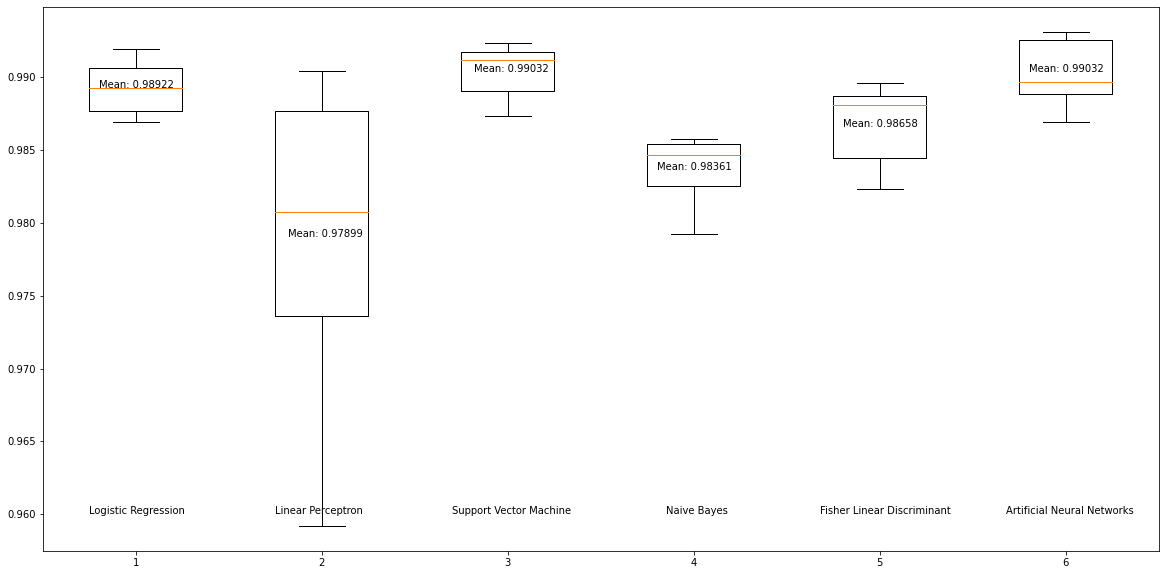 0.990
0.985
0.980
0.975
0.970
0.965
0.960
Mean: 0.98922
Mean: 0.97899
Mean: 0.99032
Mean: 0.98361
Mean: 0.98658
Mean: 0.99032
Logistic Regression
Linear Perceptron
Support Vector Machine
Naive Bayes
Fisher Linear Discriminant
Artificial Neural Networks
1
2
3
4
5
6